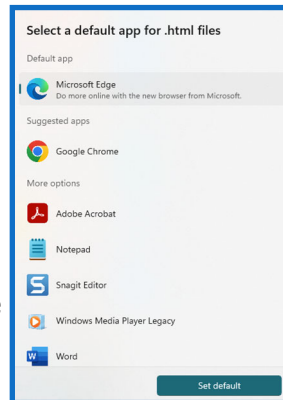 Select a default app for .html files
Default app
Microsoft Edge
Do more online with the new browser from Microsoft.
Suggested apps
Google Chrome
More options
Adobe Acrobat
Notepad
Snagit Editor
Windows Media Player Legacy
Word
Set default